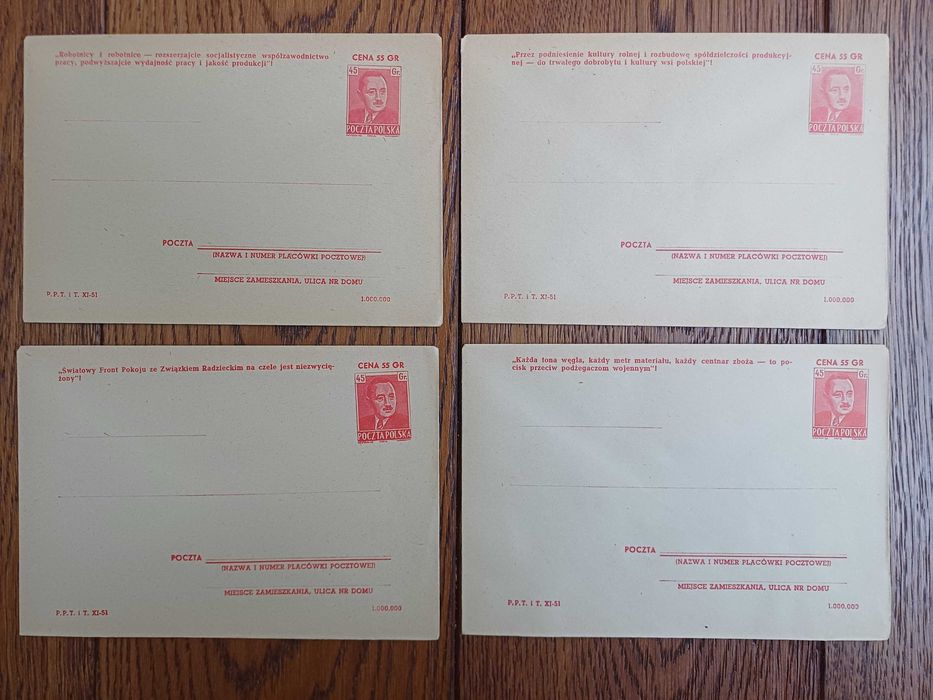 „Robotnicy i robotnice — rozszerzajcie socjalistyczne współzawodnictwo
pracy, podwyższajcie wydajność pracy i jakość produkcji"!
CENA 55 GR
45 Gr.
POCZTA POLSKA
POCZTA
(NAZWA I NUMER PLACÓWKI POCZTOWEJ)
MIEJSCE ZAMIESZKANIA, ULICA NR DOMU
P.P.T. i T. XI-51
1.000.000
„Przez podniesienie kultury rolnej i rozbudowę spółdzielczości produkcyj-
nej — do trwałego dobrobytu i kultury wsi polskiej"!
CENA 55 GR
45 Gr.
POCZTA POLSKA
POCZTA
(NAZWA I NUMER PLACÓWKI POCZTOWEJ)
MIEJSCE ZAMIESZKANIA, ULICA NR DOMU
P.P.T. i T. XI-51
1.000.000
„Światowy Front Pokoju ze Związkiem Radzieckim na czele jest niezwycię-
żony"!
CENA 55 GR
45 Gr.
POCZTA POLSKA
POCZTA
(NAZWA I NUMER PLACÓWKI POCZTOWEJ)
MIEJSCE ZAMIESZKANIA, ULICA NR DOMU
P.P.T. i T. XI-51
1.000.000
„Każda tona węgla, każdy metr materiału, każdy centnar zboża — to po-
cisk przeciw podżegaczom wojennym"!
CENA 55 GR
45 Gr.
POCZTA POLSKA
POCZTA
(NAZWA I NUMER PLACÓWKI POCZTOWEJ)
MIEJSCE ZAMIESZKANIA, ULICA NR DOMU
P.P.T. i T. XI-51
1.000.000